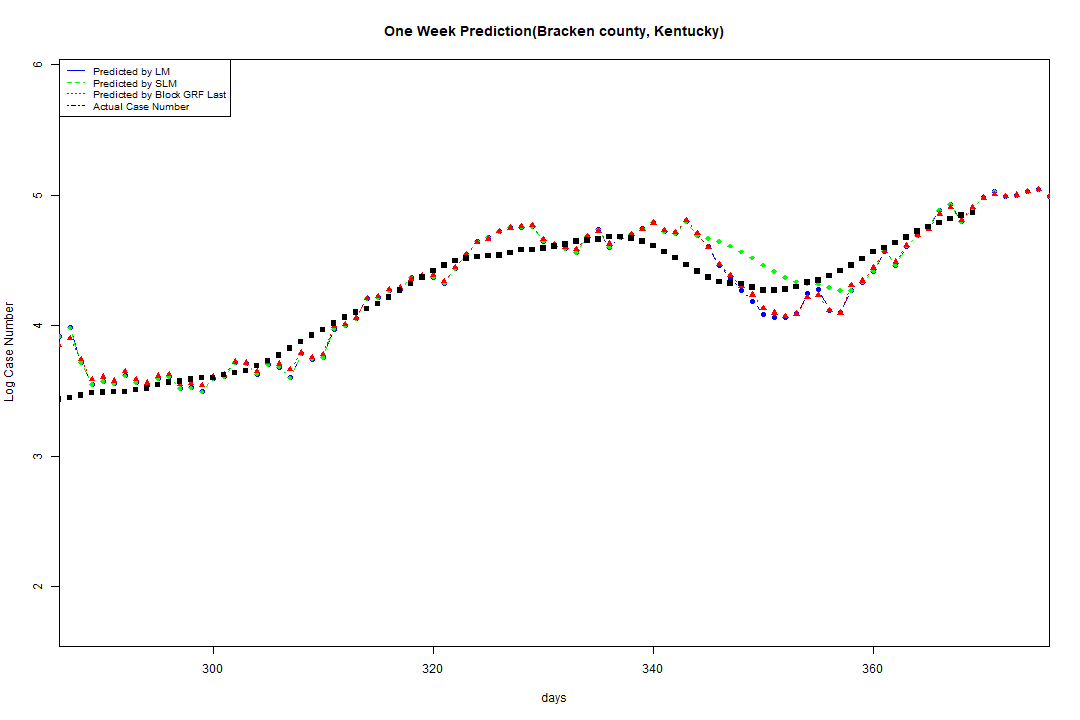 One Week Prediction(Bracken county, Kentucky)
Predicted by LM
Predicted by SLM
Predicted by Block GRF Last
Actual Case Number
6
5
4
3
2
Log Case Number
300
320
340
360
days